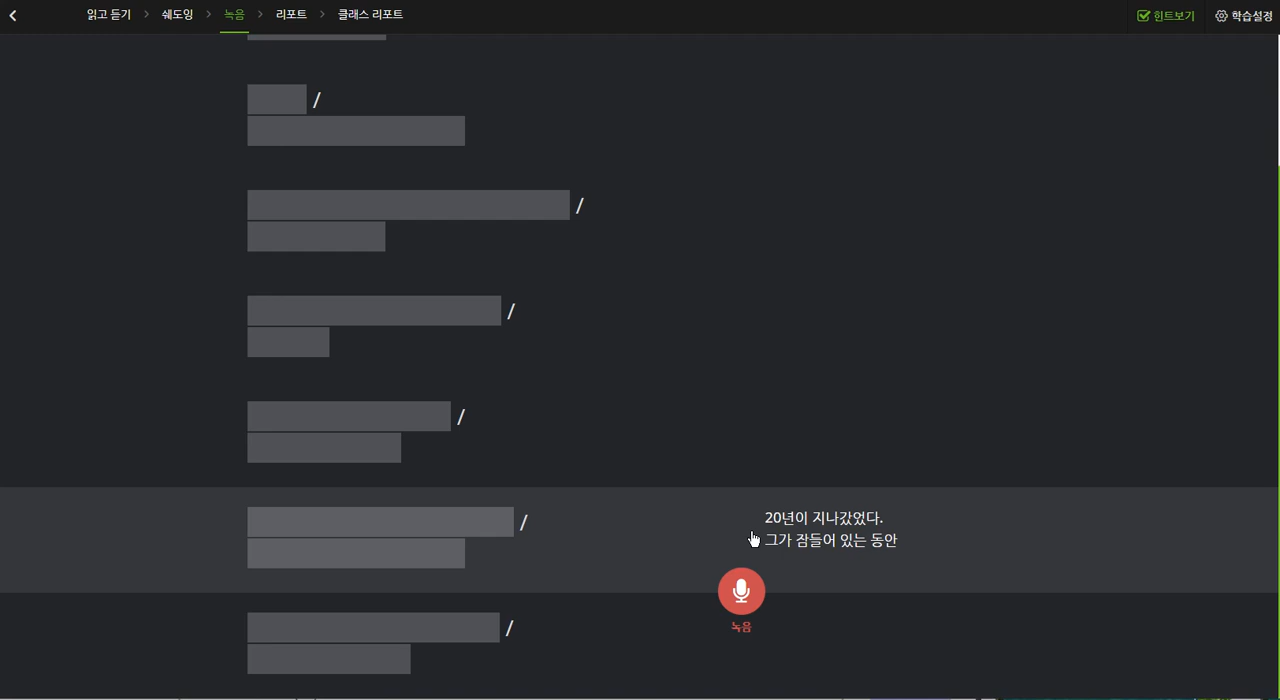 읽고 듣기 > 쉐도잉 > 녹음 > 리포트 > 클래스 리포트
힌트보기
학습설정
/
/
/
/
/
20년이 지나갔었다.
그가 잠들어 있는 동안
녹음
/